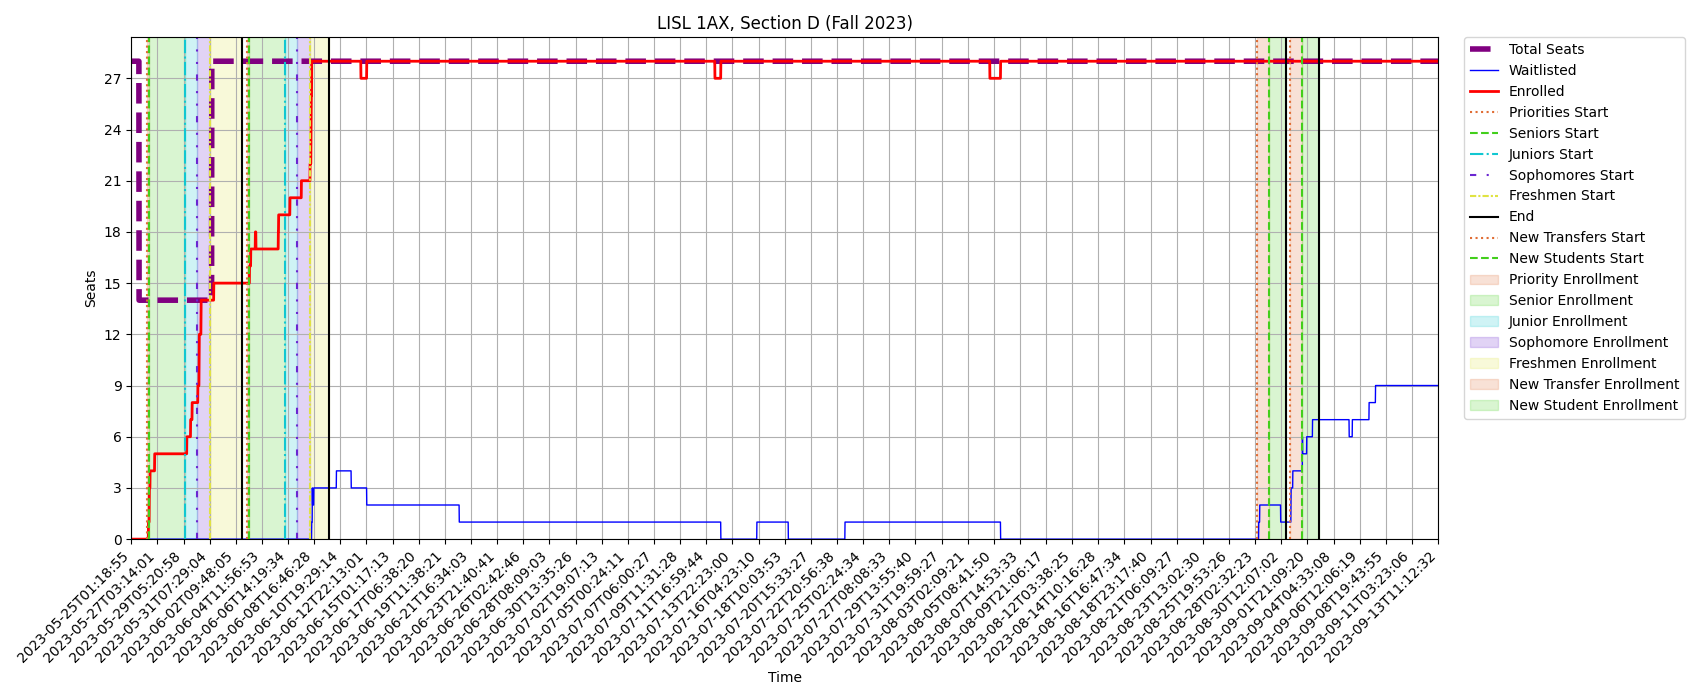 LISL 1AX, Section D (Fall 2023)
Seats
27
24
21
18
15
12
9
6
3
0
2023-05-25T01:18:55
2023-05-27T03:14:01
2023-05-29T05:20:58
2023-05-31T07:29:04
2023-06-02T09:48:05
2023-06-04T11:56:53
2023-06-06T14:19:34
2023-06-08T16:46:28
2023-06-10T19:29:14
2023-06-12T22:13:01
2023-06-15T01:17:13
2023-06-17T06:38:20
2023-06-19T11:38:21
2023-06-21T16:34:03
2023-06-23T21:40:41
2023-06-26T02:42:46
2023-06-28T08:09:03
2023-06-30T13:35:26
2023-07-02T19:07:13
2023-07-05T00:24:11
2023-07-07T06:00:27
2023-07-09T11:31:28
2023-07-11T16:59:44
2023-07-13T22:23:00
2023-07-16T04:23:10
2023-07-18T10:03:53
2023-07-20T15:33:27
2023-07-22T20:56:38
2023-07-25T02:24:34
2023-07-27T08:08:33
2023-07-29T13:55:40
2023-07-31T19:59:27
2023-08-03T02:09:21
2023-08-05T08:41:50
2023-08-07T14:53:33
2023-08-09T21:06:17
2023-08-12T03:38:25
2023-08-14T10:16:28
2023-08-16T16:47:34
2023-08-18T23:17:40
2023-08-21T06:09:27
2023-08-23T13:02:30
2023-08-25T19:53:26
2023-08-28T02:32:23
2023-08-30T12:07:02
2023-09-01T21:09:20
2023-09-04T04:33:08
2023-09-06T12:06:19
2023-09-08T19:43:55
2023-09-11T03:23:06
2023-09-13T11:12:32
Time
Total Seats
Waitlisted
Enrolled
Priorities Start
Seniors Start
Juniors Start
Sophomores Start
Freshmen Start
End
New Transfers Start
New Students Start
Priority Enrollment
Senior Enrollment
Junior Enrollment
Sophomore Enrollment
Freshmen Enrollment
New Transfer Enrollment
New Student Enrollment